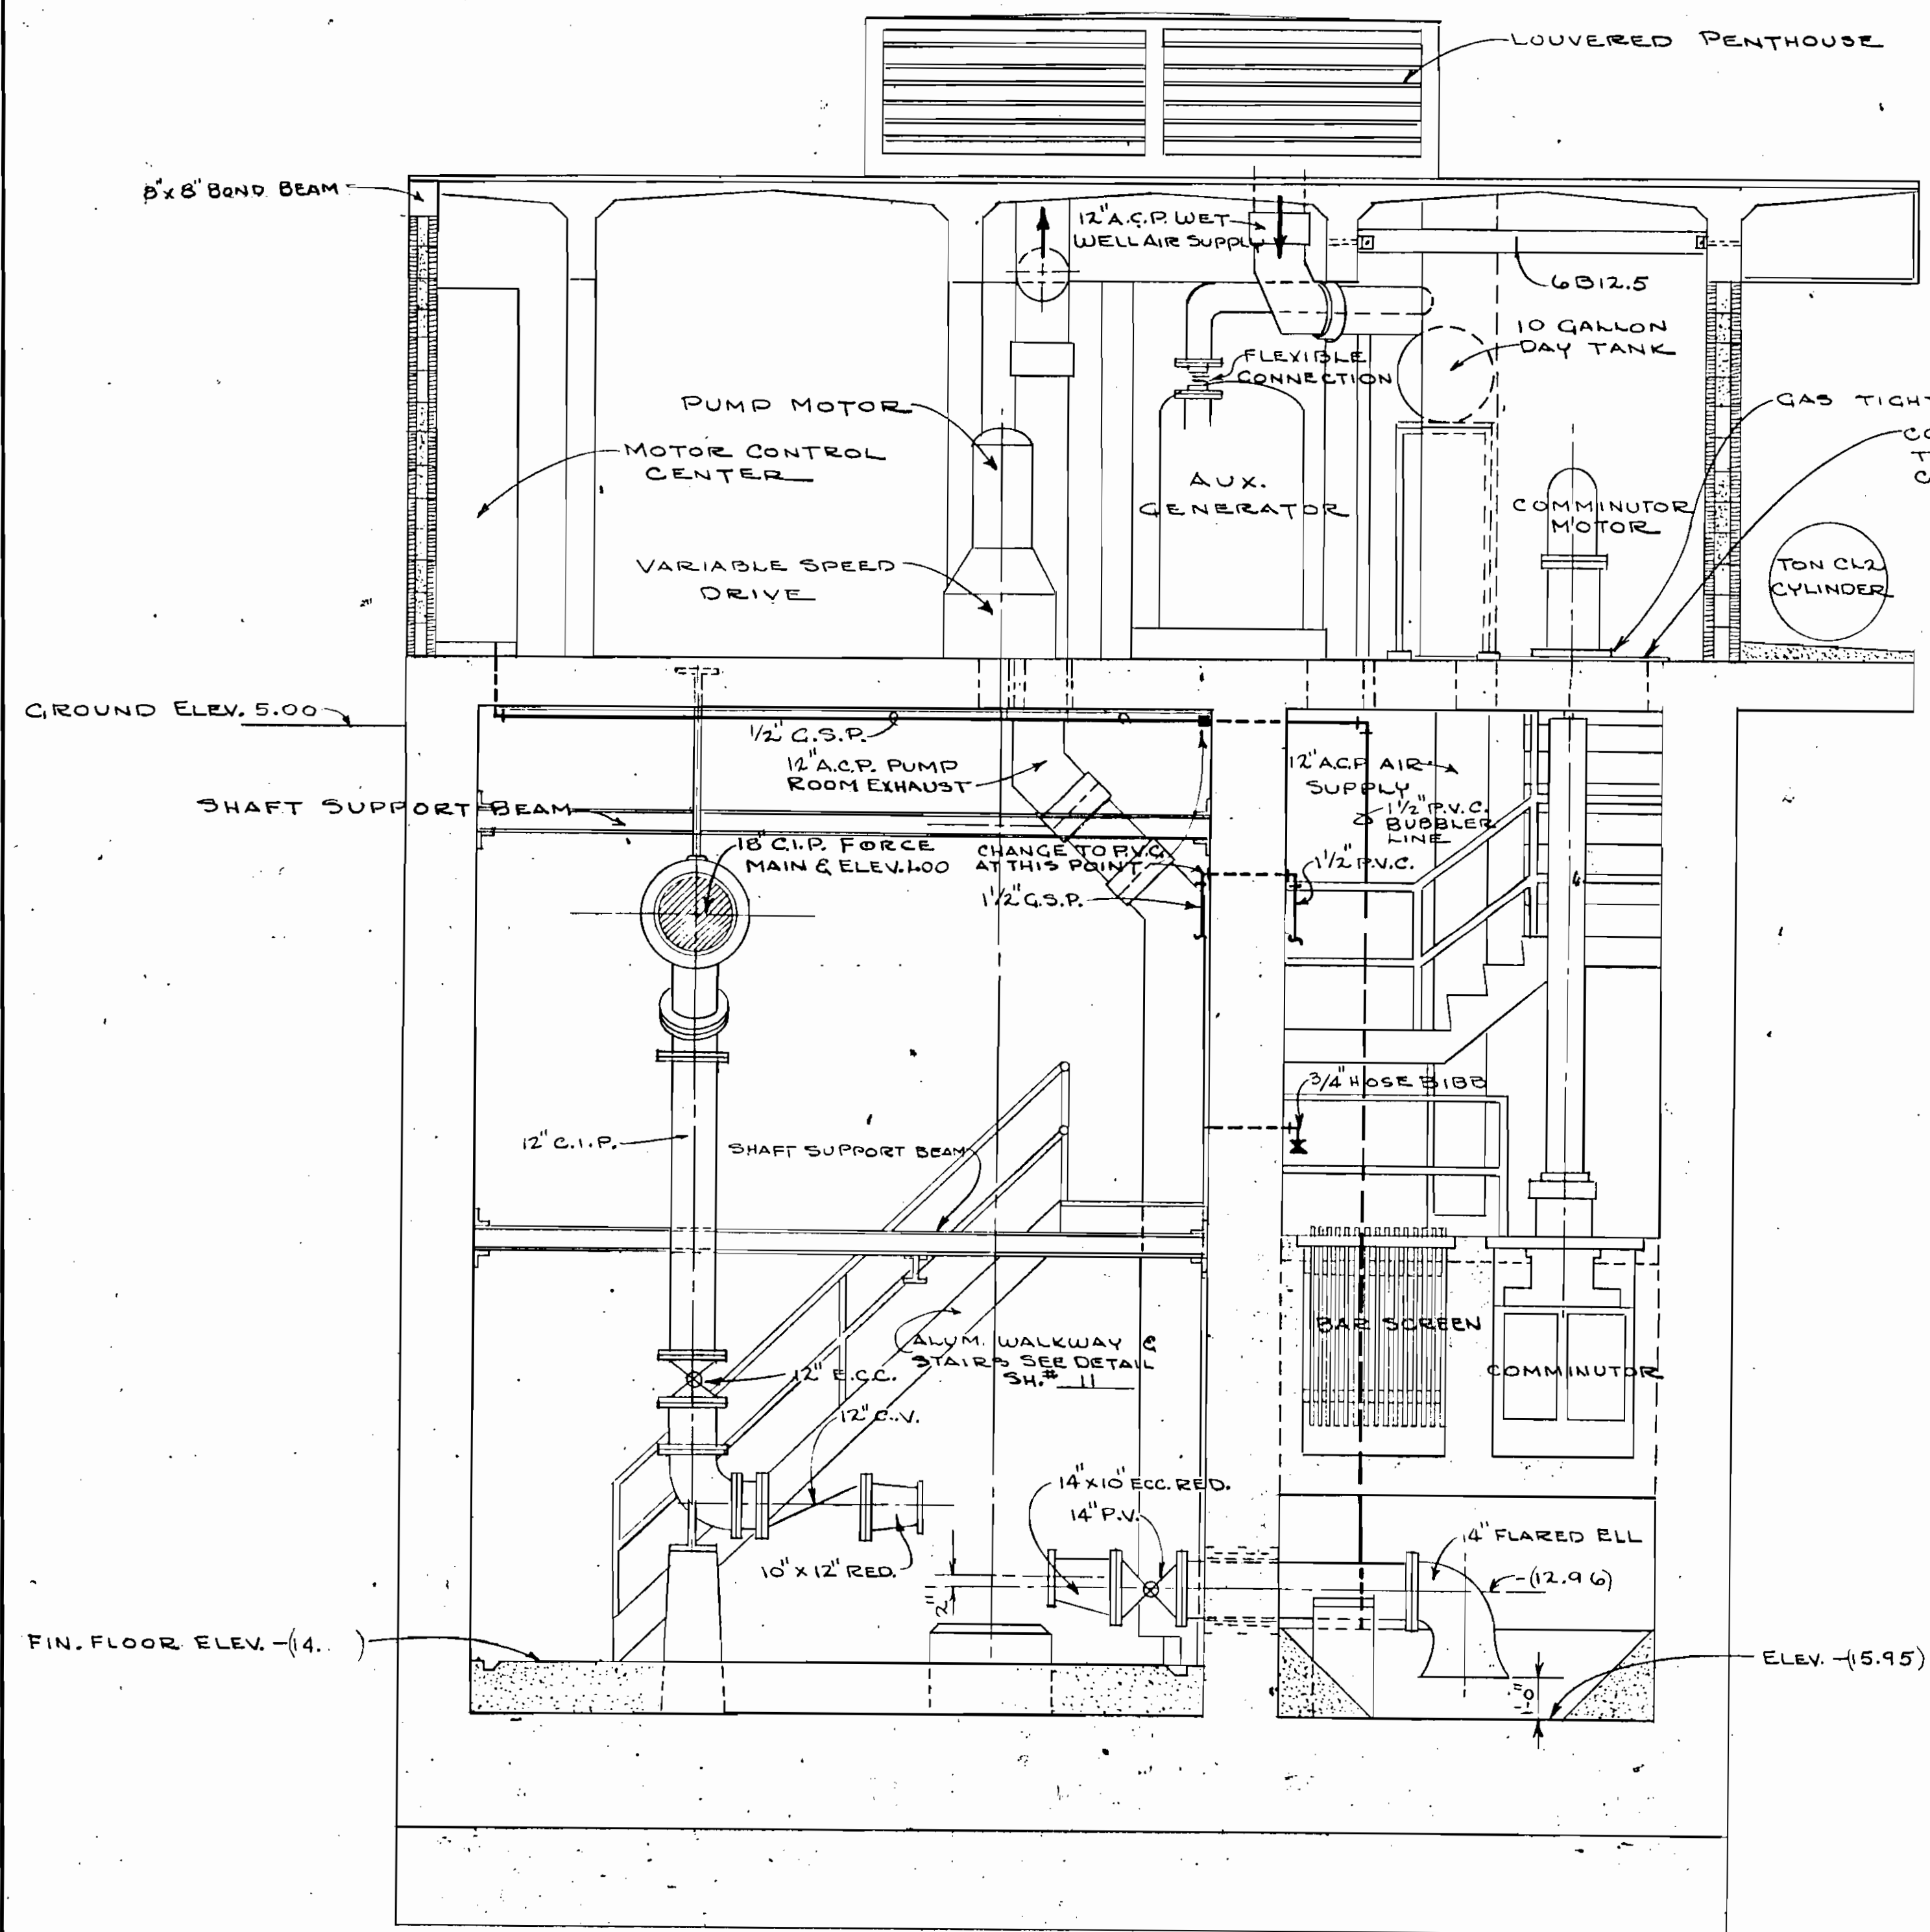 LOUVERED PENTHOUSE
8"x8" BOND BEAM
12" A.C.P. WET
WELL AIR SUPPLY
6B12.5
10 GALLON
DAY TANK
FLEXIBLE
CONNECTION
PUMP MOTOR
GAS TIGHT
MOTOR CONTROL
CENTER
AUX.
GENERATOR
COMMINUTOR
MOTOR
VARIABLE SPEED
DRIVE
TON CL2
CYLINDER
GROUND ELEV. 5.00
1/2" G.S.P.
12" A.C.P. PUMP
ROOM EXHAUST
12" A.C.P. AIR
SUPPLY
1 1/2" P.V.C.
BUBBLER
LINE
SHAFT SUPPORT BEAM
18" C.I.P. FORCE
MAIN & ELEV. 1.00
CHANGE TO P.V.C.
AT THIS POINT
1 1/2" P.V.C.
1 1/2" G.S.P.
3/4" HOSE BIBB
12" C.I.P.
SHAFT SUPPORT BEAM
ALUM. WALKWAY &
STAIRS SEE DETAIL
SH.# 11
BAR SCREEN
COMMINUTOR
12" E.C.C.
12" C.V.
14"x10" ECC. RED.
14" P.V.
14" FLARED ELL
10" x 12" RED.
-(12.96)
2"
FIN. FLOOR ELEV. -(14. )
ELEV. -(15.95)
1'-0"